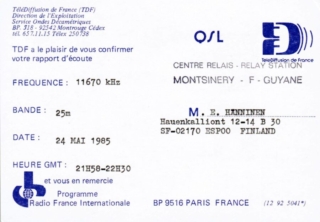 TéléDiffusion de France (TDF)
Direction de l'Exploitation
Service Ondes Décamétriques
BP. 518 - 92542 Montrouge Cédex
tél. 657.11.15 Télex 250738
TDF a le plaisir de vous confirmer
votre rapport d'écoute
QSL
TéléDiffusion de France
CENTRE RELAIS - RELAY STATION
MONTSINERY - F - GUYANE
FREQUENCE : 11670 kHz
BANDE : 25m
M. E. HÄNNINEN
Hauenkalliont 12-14 B 30
SF-02170 ESPOO FINLAND
DATE : 24 MAI 1985
HEURE GMT : 21H58-22H30
et vous en remercie
Programme
Radio France Internationale
BP 9516 PARIS FRANCE (12 92 5041*)